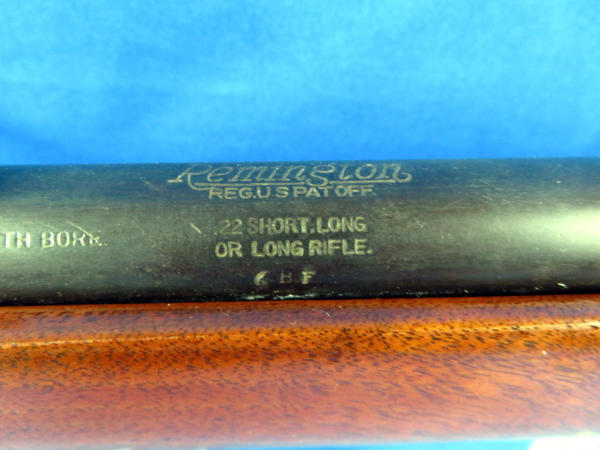 Remington
REG.U.S PAT OFF.
TH BORE.
.22 SHORT.LONG
OR LONG RIFLE.
B F